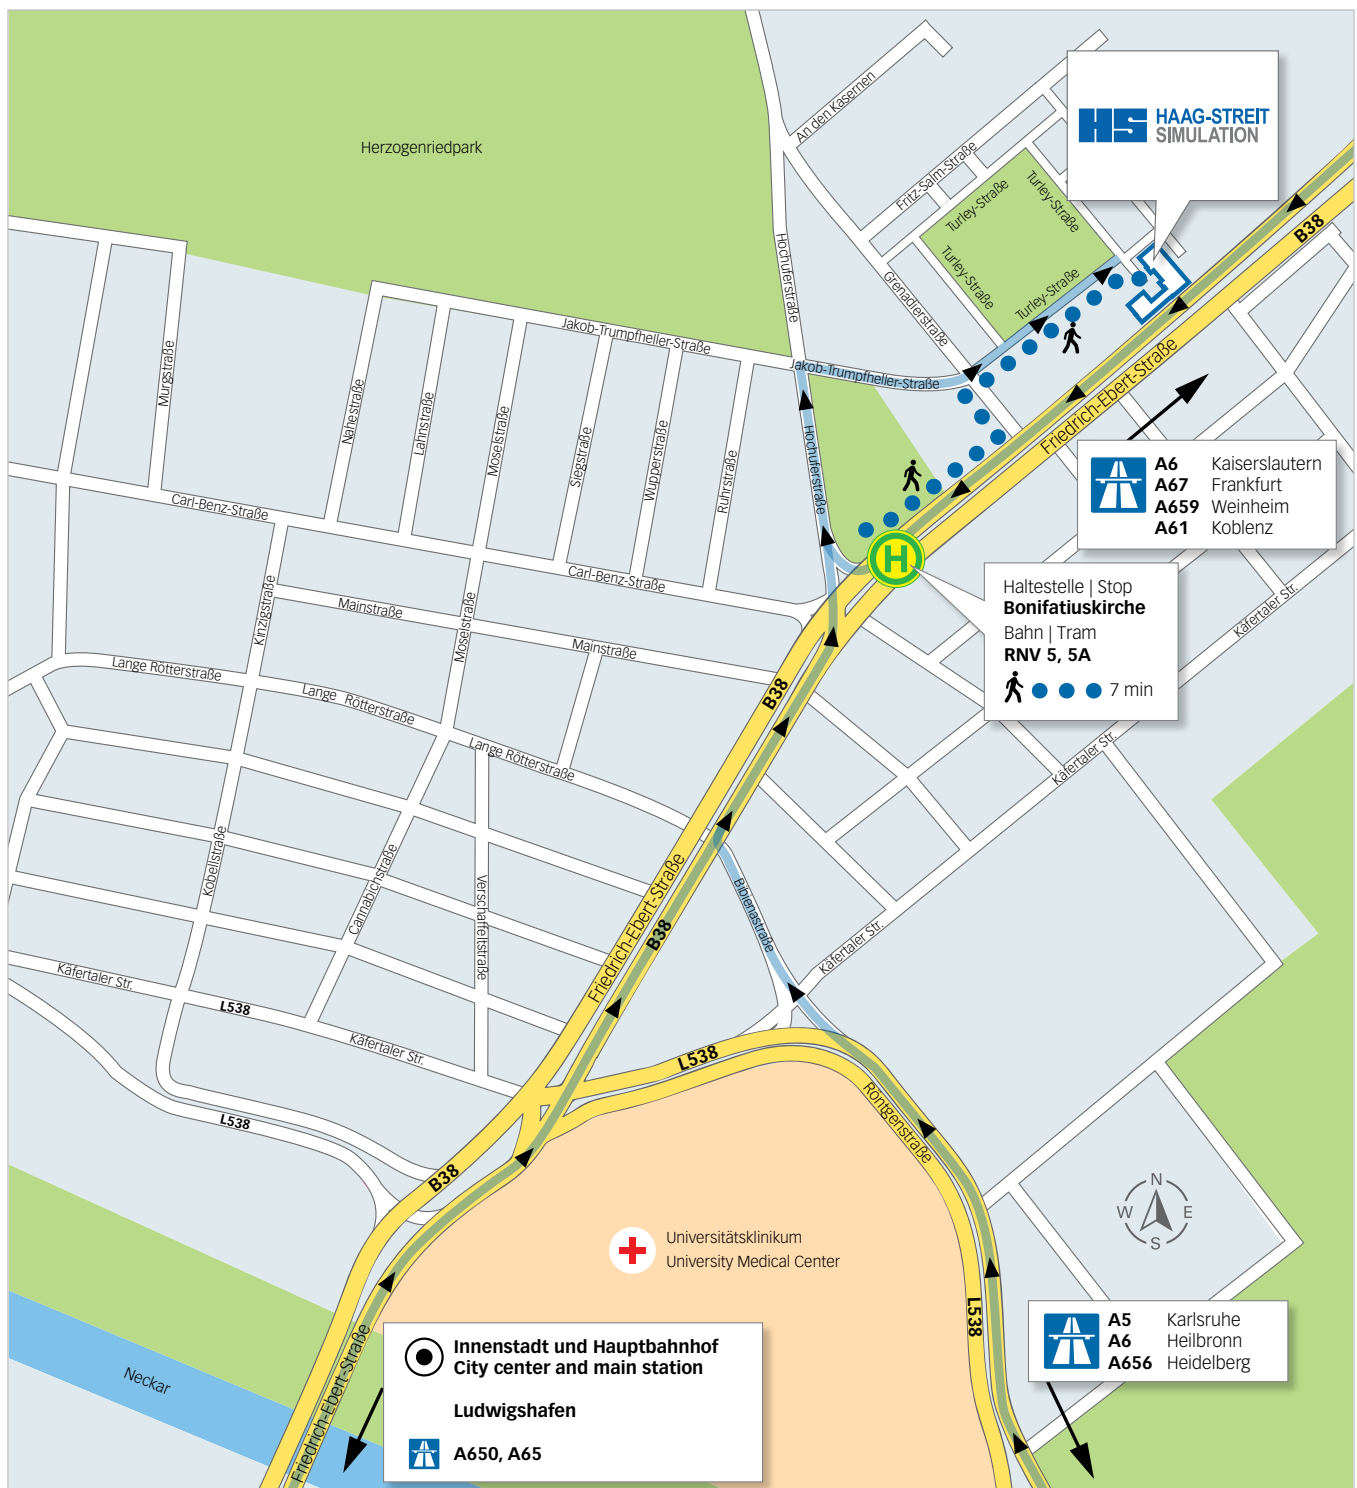 Herzogenriedpark
An den Kasernen
HS HAAG-STREIT
SIMULATION
Fritz-Salm-Straße
Turley-Straße
Turley-Straße
Turley-Straße
Turley-Straße
B38
Hochuferstraße
Grenadierstraße
Jakob-Trumpfheller-Straße
Jakob-Trumpfheller-Straße
Murgstraße
Nahestraße
Lahnstraße
Moselstraße
Siegstraße
Wupperstraße
Ruhrstraße
Hochuferstraße
Friedrich-Ebert-Straße
A6 Kaiserslautern
A67 Frankfurt
A659 Weinheim
A61 Koblenz
Carl-Benz-Straße
Carl-Benz-Straße
H
Haltestelle | Stop
Bonifatiuskirche
Bahn | Tram
RNV 5, 5A
7 min
Käfertaler Str.
Kinzigstraße
Mainstraße
Moselstraße
Mainstraße
Lange Rötterstraße
Lange Rötterstraße
Lange Rötterstraße
B38
Käfertaler Str.
Kobellstraße
Cannabichstraße
Verschaffeltstraße
Friedrich-Ebert-Straße
B38
Bibienastraße
Käfertaler Str.
Käfertaler Str.
L538
Käfertaler Str.
L538
L538
Röntgenstraße
B38
N
W E
S
Universitätsklinikum
University Medical Center
L538
A5 Karlsruhe
A6 Heilbronn
A656 Heidelberg
Neckar
Friedrich-Ebert-Straße
Innenstadt und Hauptbahnhof
City center and main station
Ludwigshafen
A650, A65